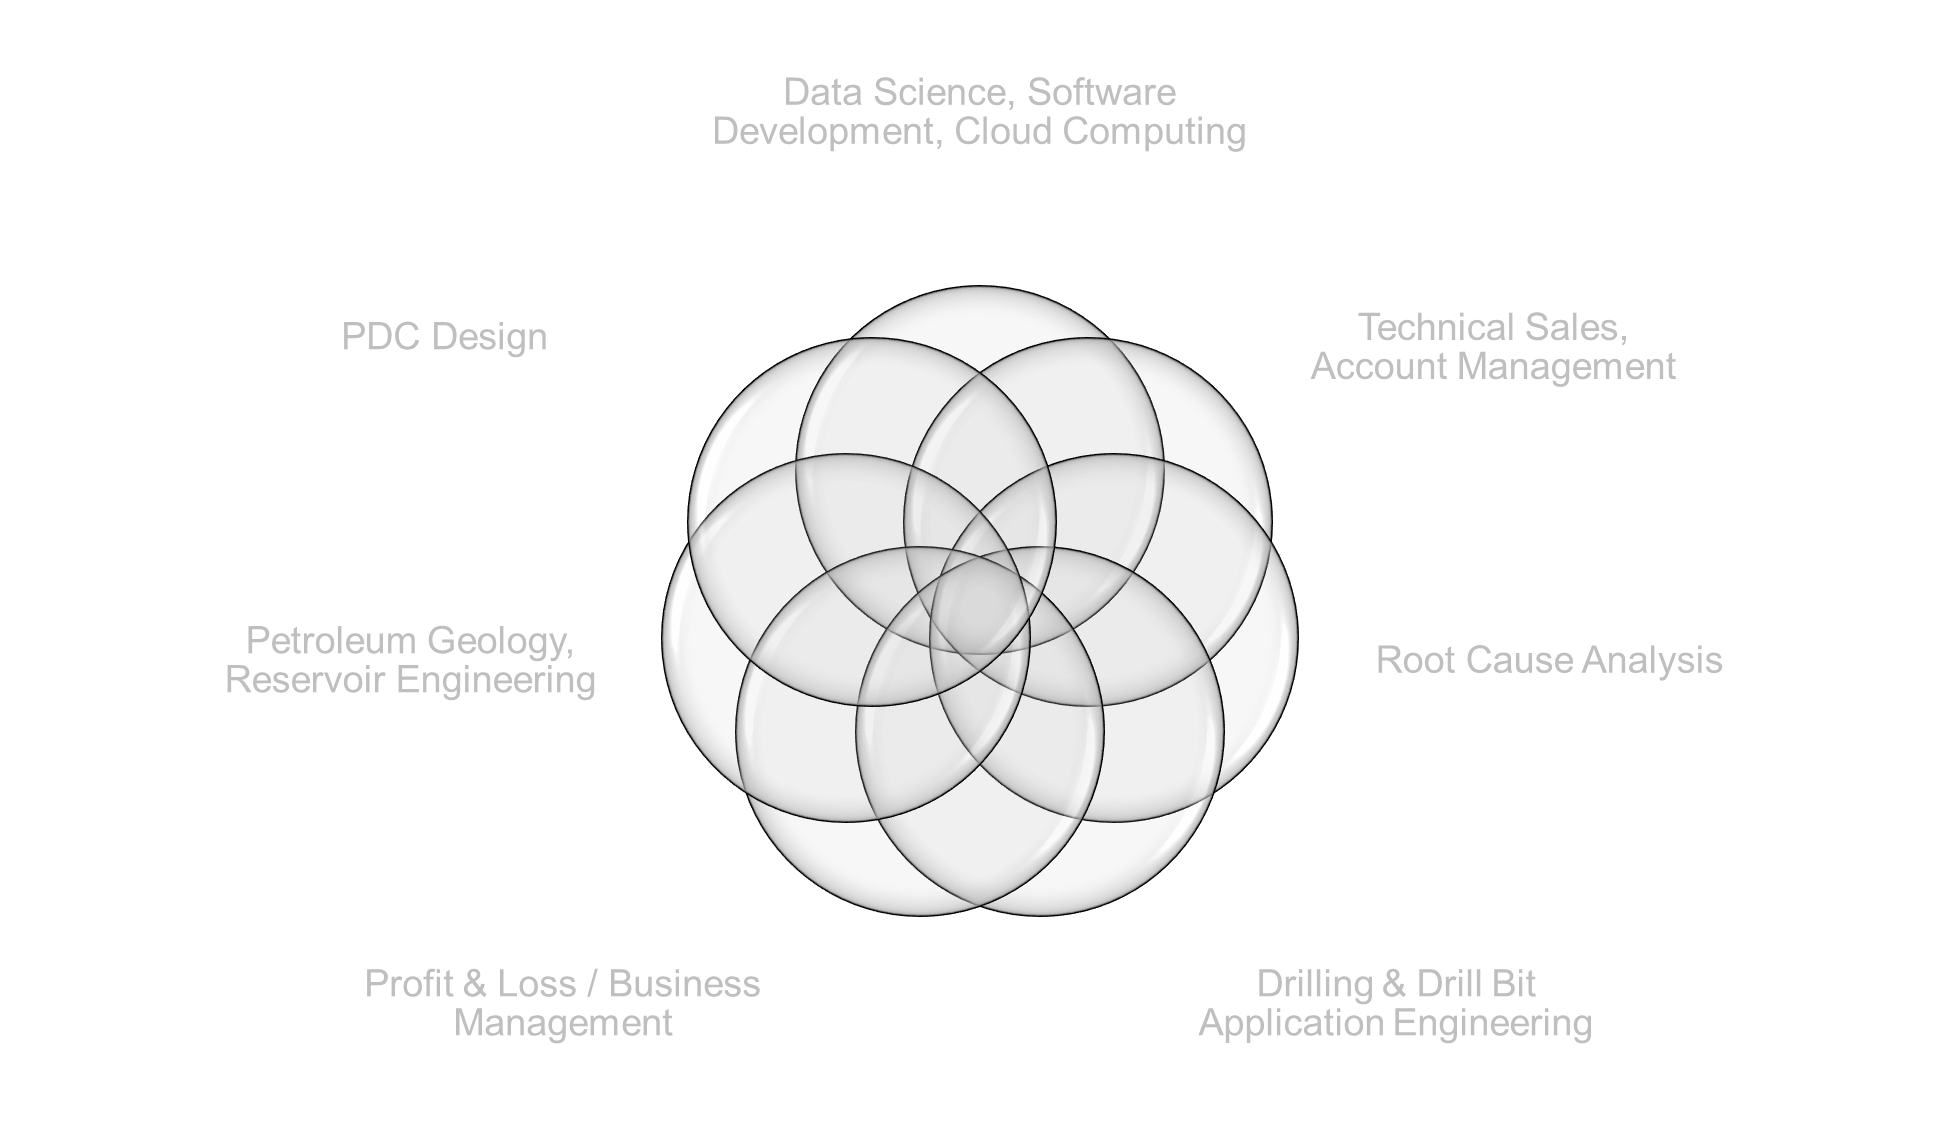 Data Science, Software
Development, Cloud Computing
PDC Design
Technical Sales,
Account Management
Petroleum Geology,
Reservoir Engineering
Root Cause Analysis
Profit & Loss / Business
Management
Drilling & Drill Bit
Application Engineering